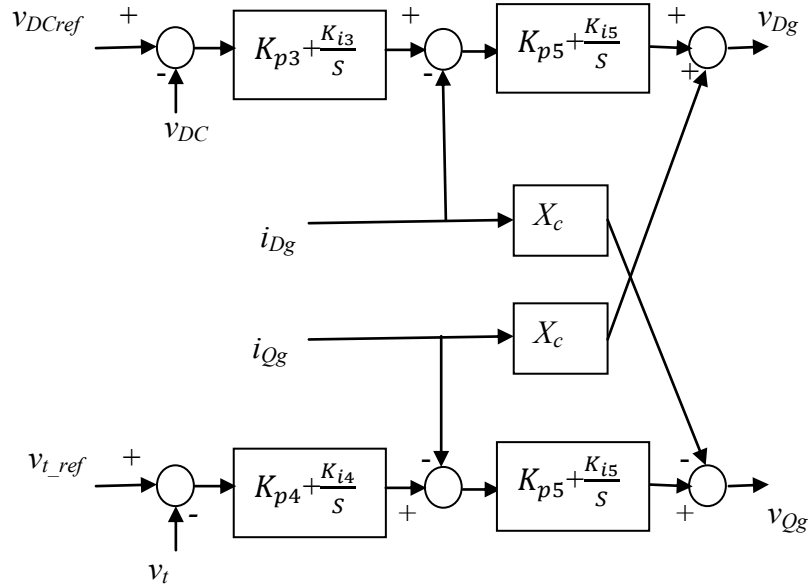 v_DCref + - v_DC
K_p3+K_i3/S
+ -
K_p5+K_i5/S
+ + v_Dg
i_Dg X_c
i_Qg X_c
v_t_ref + - v_t
K_p4+K_i4/S
- +
K_p5+K_i5/S
- + v_Qg